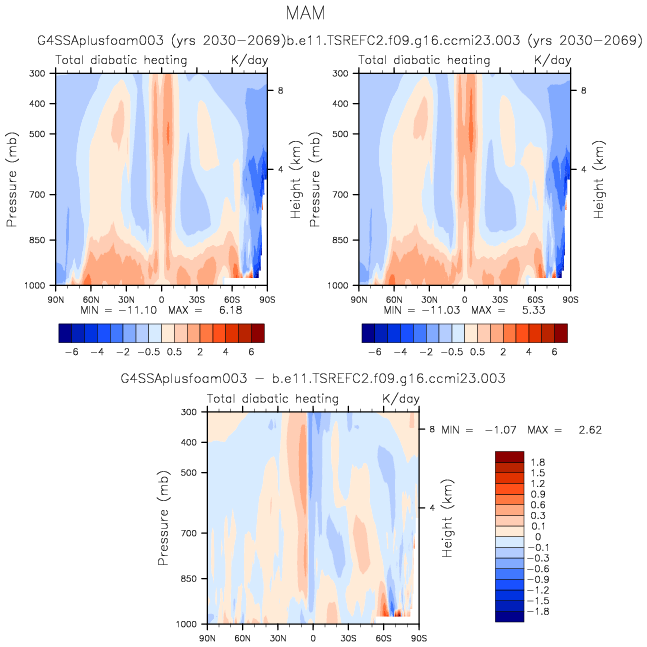 MAM
G4SSAplusfoam003 (yrs 2030-2069)b.e11.TSREFC2.f09.g16.ccmi23.003 (yrs 2030-2069)
Total diabatic heating K/day Total diabatic heating K/day
300 400 500 700 850 1000
Pressure (mb)
8 4
Height (km)
90N 60N 30N 0 30S 60S 90S
MIN = -11.10 MAX = 6.18
-6 -4 -2 -0.5 0.5 2 4 6
300 400 500 700 850 1000
Pressure (mb)
8 4
Height (km)
90N 60N 30N 0 30S 60S 90S
MIN = -11.03 MAX = 5.33
-6 -4 -2 -0.5 0.5 2 4 6
G4SSAplusfoam003 - b.e11.TSREFC2.f09.g16.ccmi23.003
Total diabatic heating K/day
300 400 500 700 850 1000
Pressure (mb)
8 4
Height (km)
90N 60N 30N 0 30S 60S 90S
MIN = -1.07 MAX = 2.62
1.8
1.5
1.2
0.9
0.6
0.3
0.1
0
-0.1
-0.3
-0.6
-0.9
-1.2
-1.5
-1.8